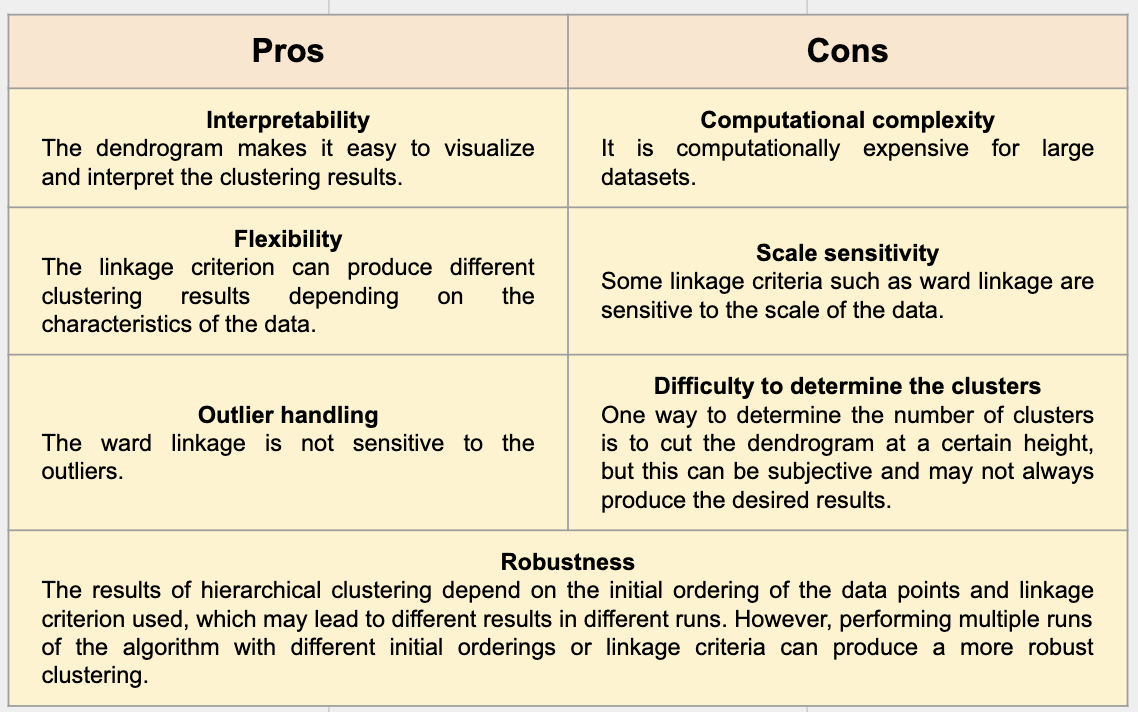 Pros
Cons
Interpretability
The dendrogram makes it easy to visualize
and interpret the clustering results.
Computational complexity
It is computationally expensive for large
datasets.
Flexibility
The linkage criterion can produce different
clustering results depending on the
characteristics of the data.
Scale sensitivity
Some linkage criteria such as ward linkage are
sensitive to the scale of the data.
Outlier handling
The ward linkage is not sensitive to the
outliers.
Difficulty to determine the clusters
One way to determine the number of clusters
is to cut the dendrogram at a certain height,
but this can be subjective and may not always
produce the desired results.
Robustness
The results of hierarchical clustering depend on the initial ordering of the data points and linkage
criterion used, which may lead to different results in different runs. However, performing multiple runs
of the algorithm with different initial orderings or linkage criteria can produce a more robust
clustering.